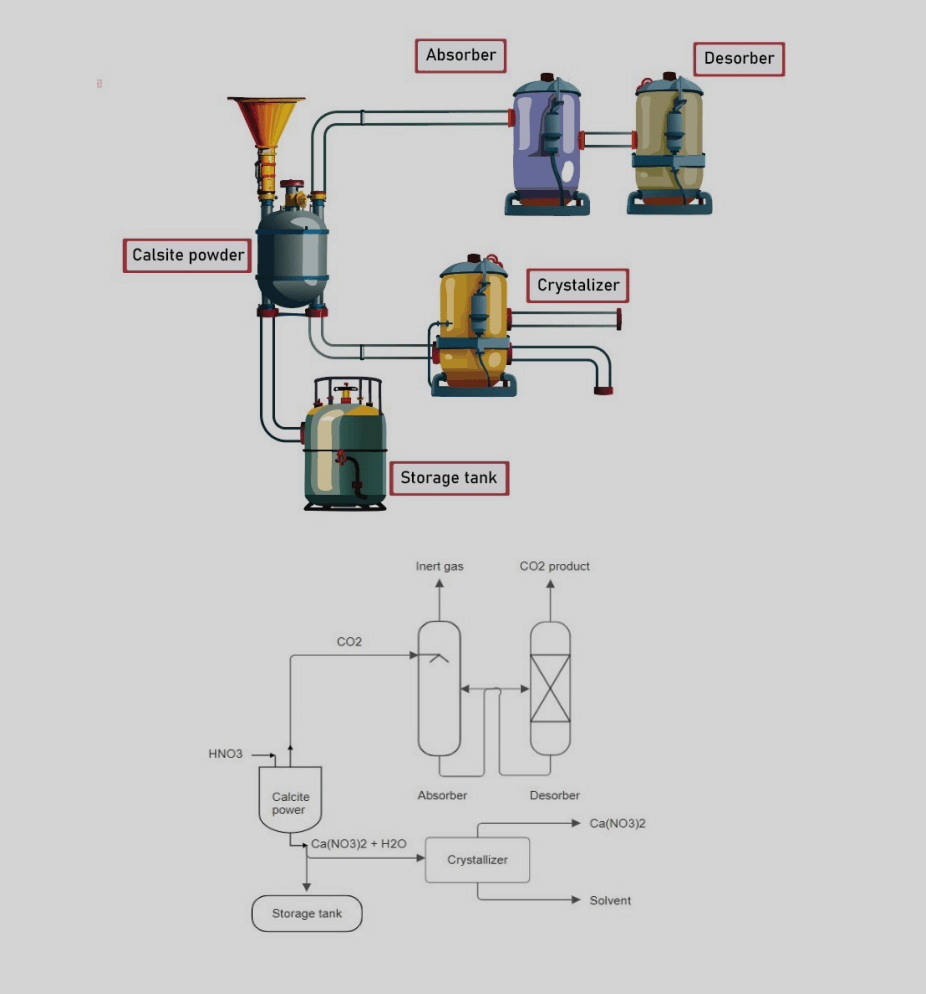 Absorber
Desorber
Calsite powder
Crystalizer
Storage tank
Inert gas
CO2 product
CO2
HNO3
Calcite
power
Absorber
Desorber
Ca(NO3)2 + H2O
Ca(NO3)2
Crystallizer
Solvent
Storage tank